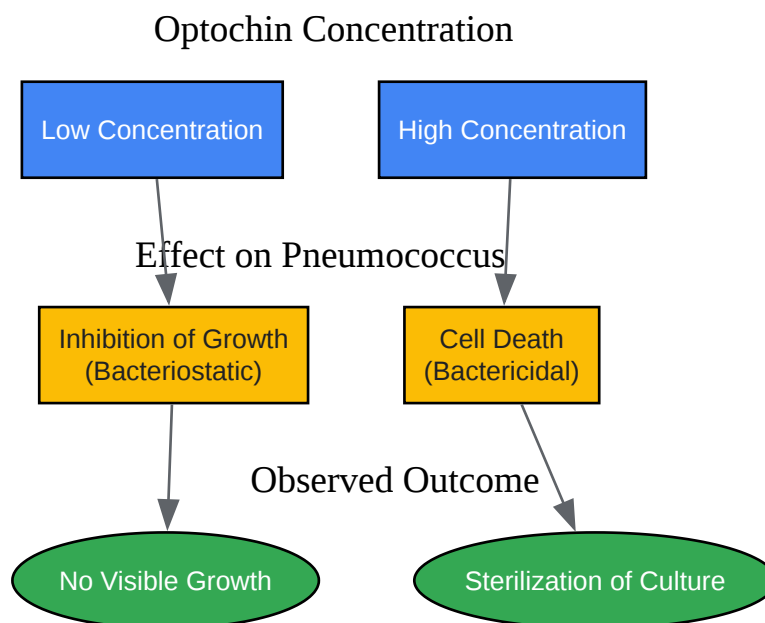 Optochin Concentration
Low Concentration
High Concentration
Effect on Pneumococcus
Inhibition of Growth
(Bacteriostatic)
Cell Death
(Bactericidal)
Observed Outcome
No Visible Growth
Sterilization of Culture